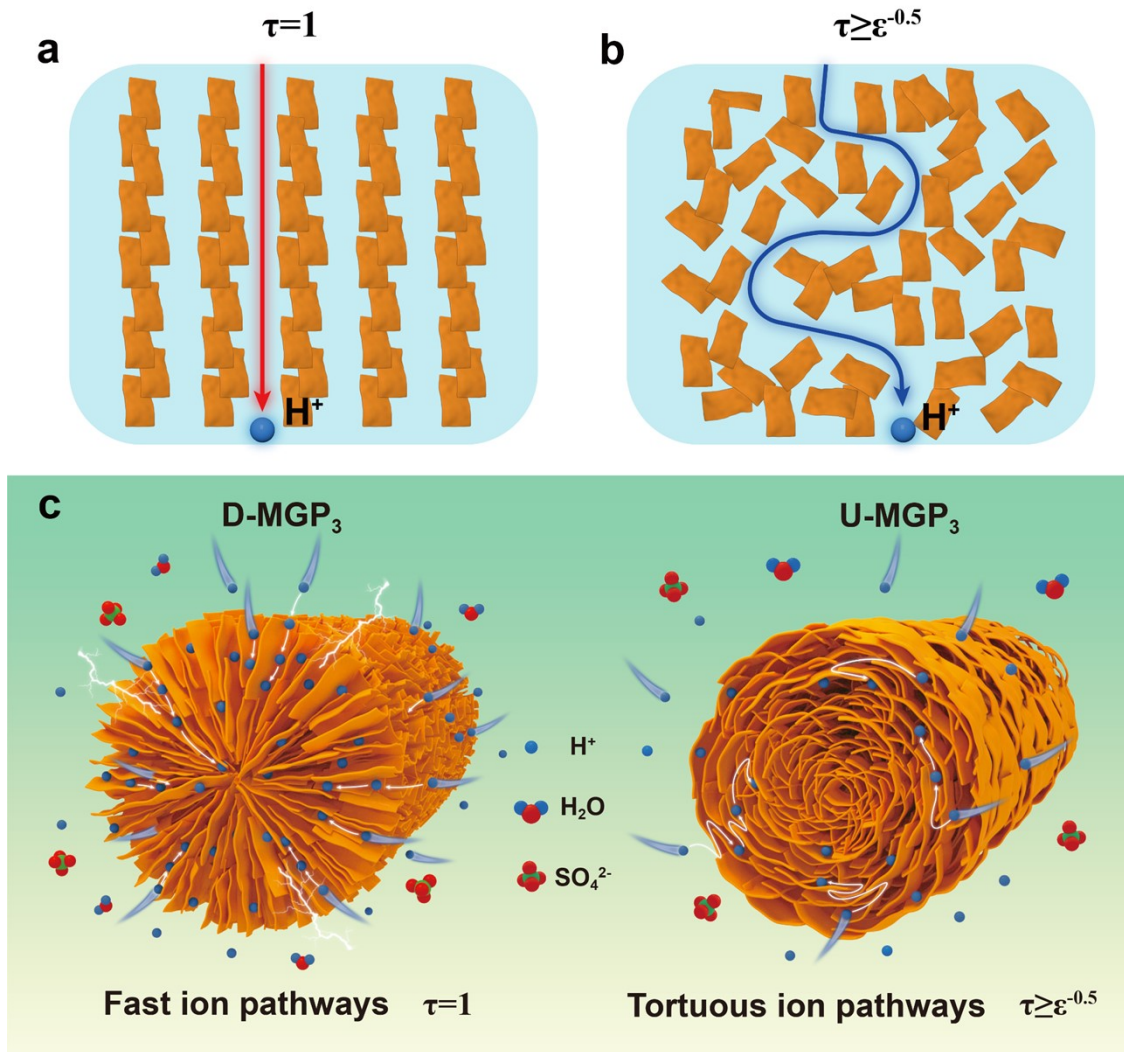 τ=1
τ≥ε⁻⁰·⁵
a
b
H⁺
H⁺
c
D-MGP₃
U-MGP₃
H⁺
H₂O
SO₄²⁻
Fast ion pathways τ=1
Tortuous ion pathways τ≥ε⁻⁰·⁵